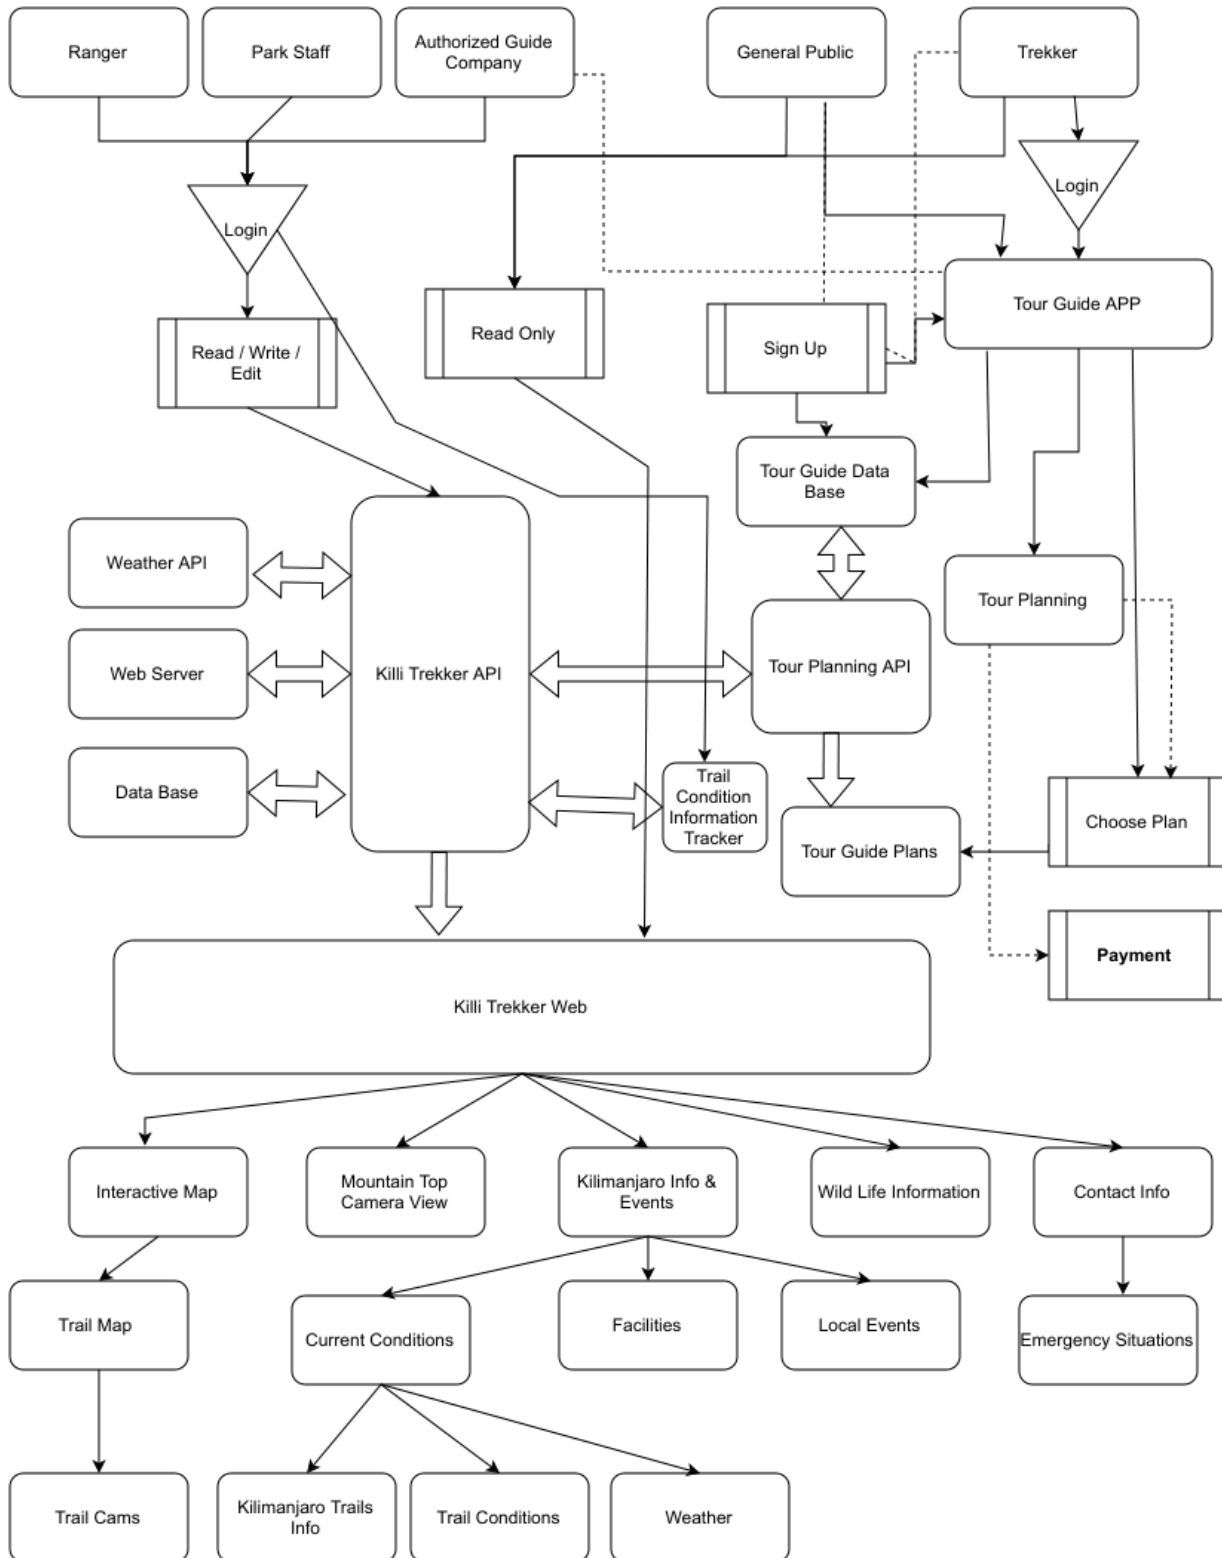 Ranger
Park Staff
Authorized Guide
Company
General Public
Trekker
Login
Login
Read / Write /
Edit
Read Only
Sign Up
Tour Guide APP
Tour Guide Data
Base
Weather API
Web Server
Data Base
Killi Trekker API
Tour Planning API
Tour Planning
Trail
Condition
Information
Tracker
Tour Guide Plans
Choose Plan
Payment
Killi Trekker Web
Interactive Map
Mountain Top
Camera View
Kilimanjaro Info &
Events
Wild Life Information
Contact Info
Trail Map
Current Conditions
Facilities
Local Events
Emergency Situations
Trail Cams
Kilimanjaro Trails
Info
Trail Conditions
Weather